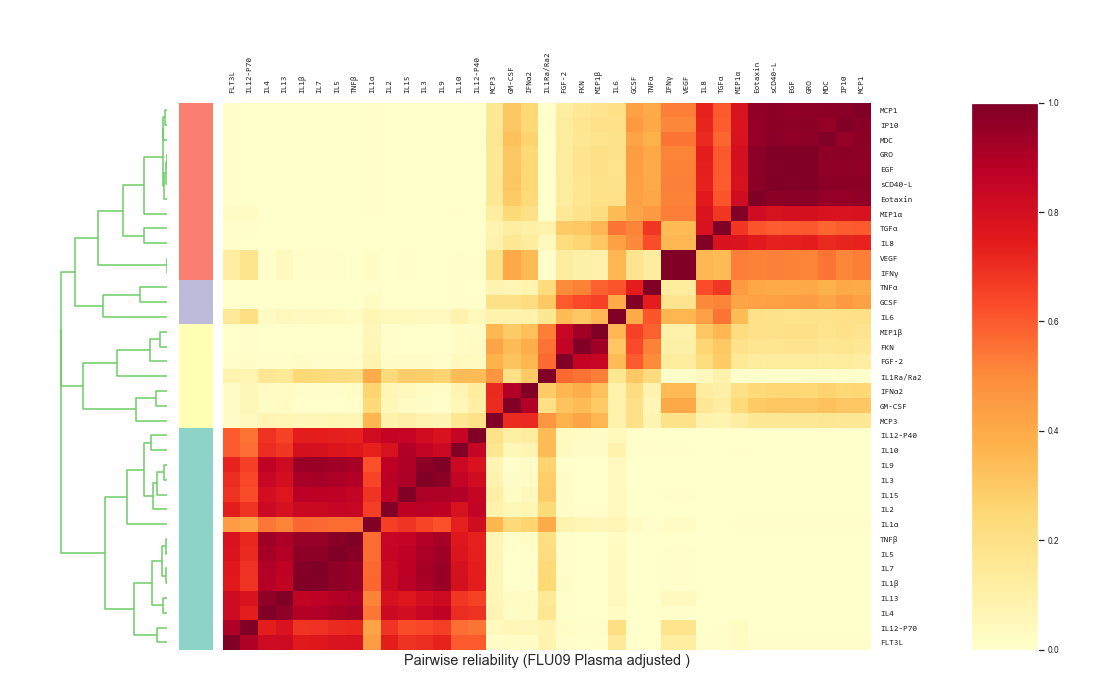 FLT3L IL12-P70 IL4 IL13 IL1β IL7 IL5 TNFβ IL1α IL2 IL15 IL3 IL9 IL10 IL12-P40 MCP3 GM-CSF IFNα2 IL1Ra/Ra2 FGF-2 FKN MIP1β IL6 GCSF TNFα IFNγ VEGF IL8 TGFα MIP1α Eotaxin sCD40-L EGF GRO MDC IP10 MCP1
MCP1
IP10
MDC
GRO
EGF
sCD40-L
Eotaxin
MIP1α
TGFα
IL8
VEGF
IFNγ
TNFα
GCSF
IL6
MIP1β
FKN
FGF-2
IL1Ra/Ra2
IFNα2
GM-CSF
MCP3
IL12-P40
IL10
IL9
IL3
IL15
IL2
IL1α
TNFβ
IL5
IL7
IL1β
IL13
IL4
IL12-P70
FLT3L
1.0
0.8
0.6
0.4
0.2
0.0
Pairwise reliability (FLU09 Plasma adjusted )